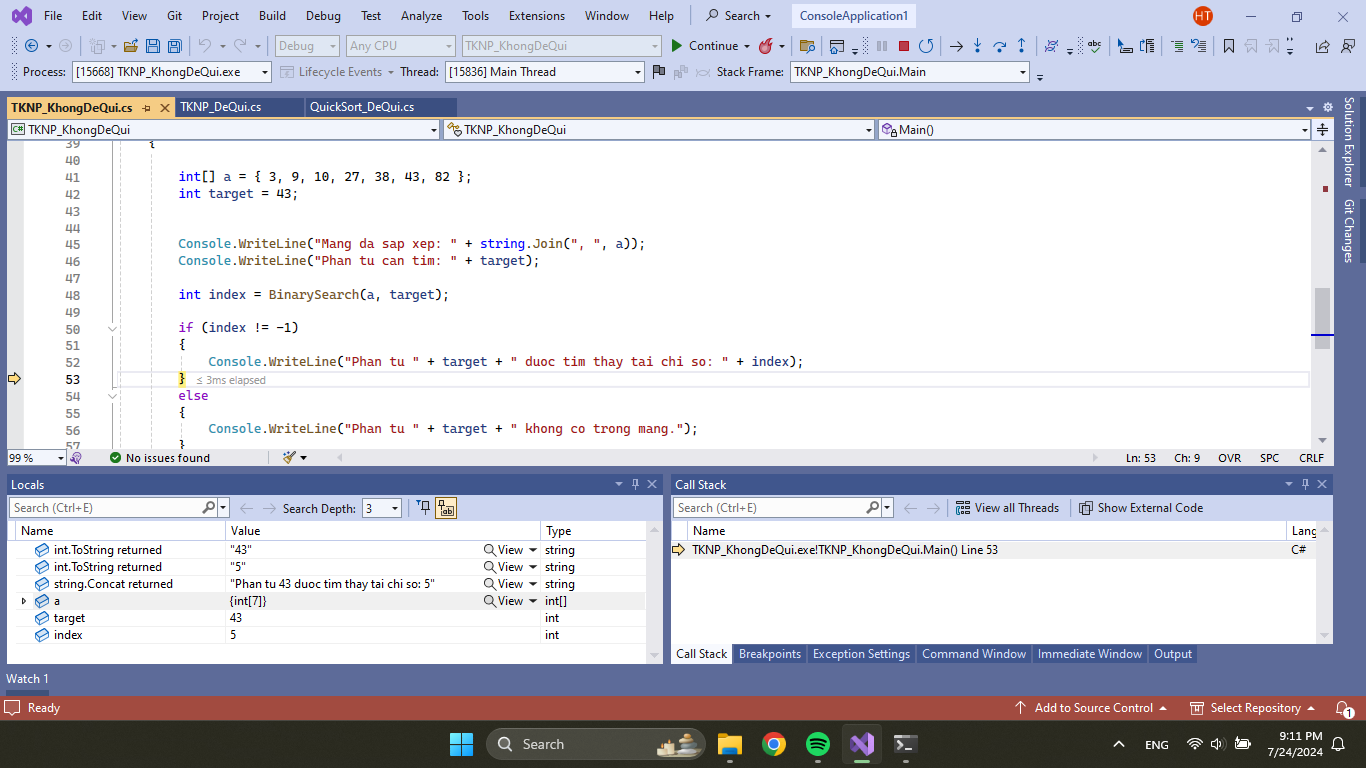 File Edit View Git Project Build Debug Test Analyze Tools Extensions Window Help Search ConsoleApplication1 HT
Debug Any CPU TKNP_KhongDeQui Continue abc
Process: [15668] TKNP_KhongDeQui.exe Lifecycle Events Thread: [15836] Main Thread Stack Frame: TKNP_KhongDeQui.Main
TKNP_KhongDeQui.cs TKNP_DeQui.cs QuickSort_DeQui.cs
C# TKNP_KhongDeQui TKNP_KhongDeQui Main()
Solution Explorer
Git Changes
39 {
40
41 int[] a = { 3, 9, 10, 27, 38, 43, 82 };
42 int target = 43;
43
44
45 Console.WriteLine("Mang da sap xep: " + string.Join(", ", a));
46 Console.WriteLine("Phan tu can tim: " + target);
47
48 int index = BinarySearch(a, target);
49
50 if (index != -1)
51 {
52 Console.WriteLine("Phan tu " + target + " duoc tim thay tai chi so: " + index);
53 } ≤ 3ms elapsed
54 else
55 {
56 Console.WriteLine("Phan tu " + target + " khong co trong mang.");
57 }
99 % No issues found Ln: 53 Ch: 9 OVR SPC CRLF
Locals
Search (Ctrl+E) Search Depth: 3 ab
Name Value Type
int.ToString returned "43" View string
int.ToString returned "5" View string
string.Concat returned "Phan tu 43 duoc tim thay tai chi so: 5" View string
a {int[7]} View int[]
target 43 int
index 5 int
Call Stack
Search (Ctrl+E) View all Threads Show External Code
Name Lang
TKNP_KhongDeQui.exe!TKNP_KhongDeQui.Main() Line 53 C#
Call Stack Breakpoints Exception Settings Command Window Immediate Window Output
Watch 1
Ready Add to Source Control Select Repository 1
Search ENG 9:11 PM
7/24/2024